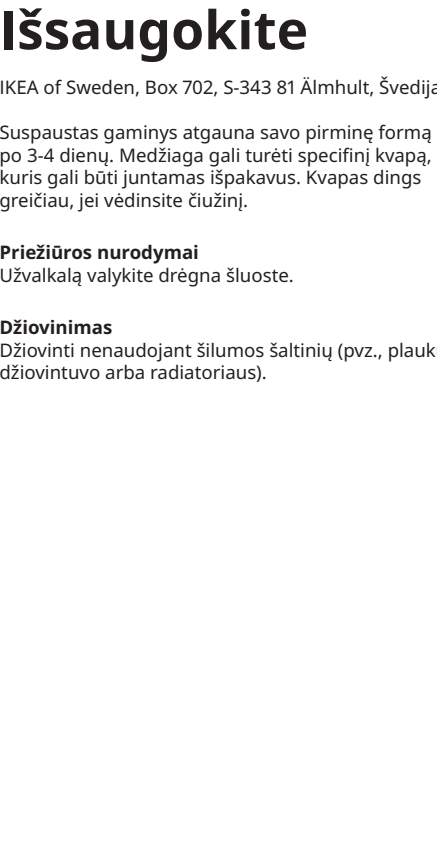 Išsaugokite
IKEA of Sweden, Box 702, S-343 81 Älmhult, Švedija
Suspaustas gaminys atgauna savo pirminę formą
po 3-4 dienų. Medžiaga gali turėti specifinį kvapą,
kuris gali būti juntamas išpakavus. Kvapas dings
greičiau, jei vėdinsite čiužinį.
Priežiūros nurodymai
Užvalkalą valykite drėgna šluoste.
Džiovinimas
Džiovinti nenaudojant šilumos šaltinių (pvz., plauk
džiovintuvo arba radiatoriaus).